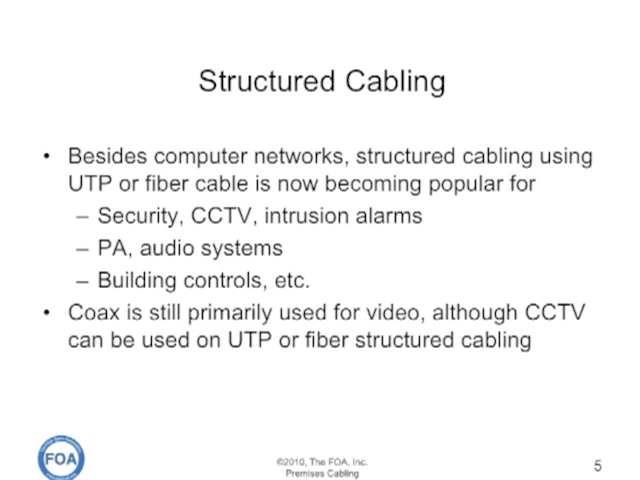 Structured Cabling
• Besides computer networks, structured cabling using
UTP or fiber cable is now becoming popular for
– Security, CCTV, intrusion alarms
– PA, audio systems
– Building controls, etc.
• Coax is still primarily used for video, although CCTV
can be used on UTP or fiber structured cabling
FOA
©2010, The FOA, Inc.
Premises Cabling
5